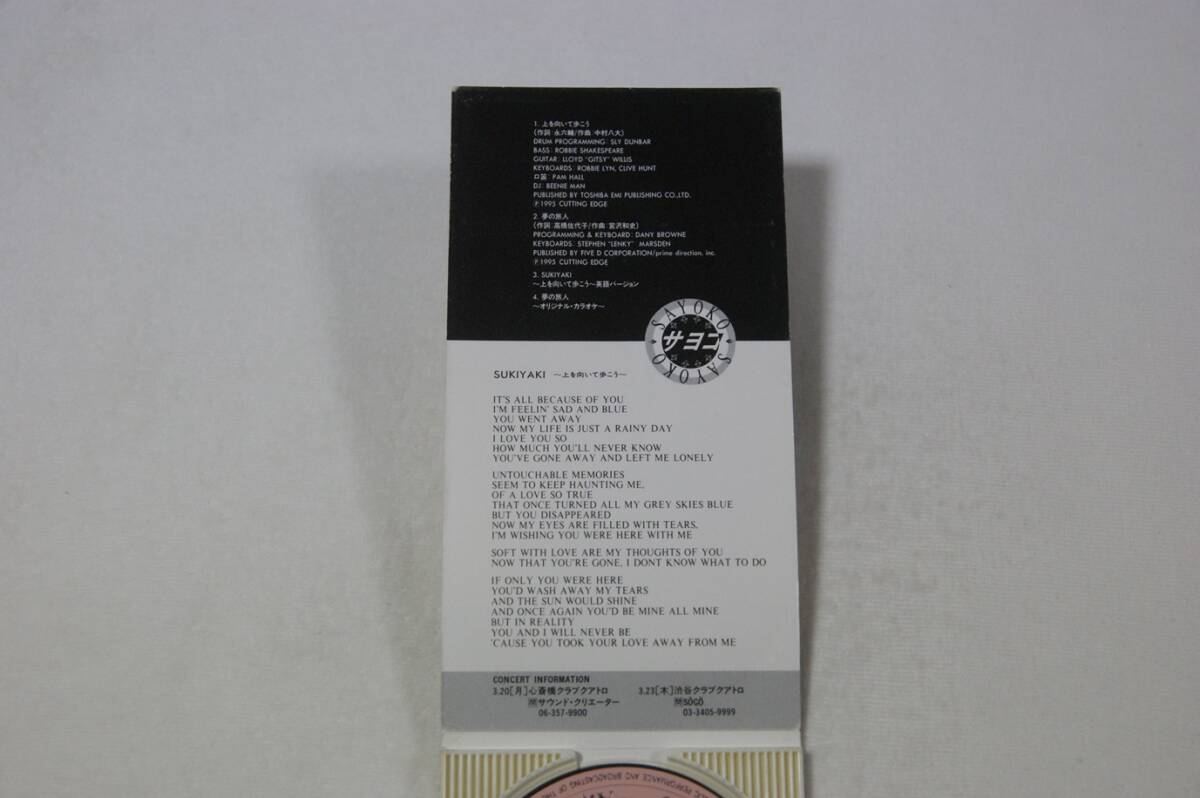 1. 上を向いて歩こう
(作詞:永六輔/作曲:中村八大)
DRUM PROGRAMMING: SLY DUNBAR
BASS: ROBBIE SHAKESPEARE
GUITAR: LLOYD "GITSY" WILLIS
KEYBOARDS: ROBBIE LYN, CLIVE HUNT
口笛: PAM HALL
DJ: BEENIE MAN
PUBLISHED BY TOSHIBA EMI PUBLISHING CO.,LTD.
Ⓟ1995 CUTTING EDGE
2. 夢の旅人
(作詞:高橋佐代子/作曲:宮沢和史)
PROGRAMMING & KEYBOARD: DANY BROWNE
KEYBOARDS: STEPHEN "LENKY" MARSDEN
PUBLISHED BY FIVE D CORPORATION/prime direction, inc.
Ⓟ1995 CUTTING EDGE
3. SUKIYAKI
〜上を向いて歩こう〜英語バージョン
4. 夢の旅人
〜オリジナル・カラオケ〜
SAYOKO
サヨコ
SAYOKO
SUKIYAKI 〜上を向いて歩こう〜
IT'S ALL BECAUSE OF YOU
I'M FEELIN' SAD AND BLUE
YOU WENT AWAY
NOW MY LIFE IS JUST A RAINY DAY
I LOVE YOU SO
HOW MUCH YOU'LL NEVER KNOW
YOU'VE GONE AWAY AND LEFT ME LONELY
UNTOUCHABLE MEMORIES
SEEM TO KEEP HAUNTING ME.
OF A LOVE SO TRUE
THAT ONCE TURNED ALL MY GREY SKIES BLUE
BUT YOU DISAPPEARED
NOW MY EYES ARE FILLED WITH TEARS.
I'M WISHING YOU WERE HERE WITH ME
SOFT WITH LOVE ARE MY THOUGHTS OF YOU
NOW THAT YOU'RE GONE, I DONT KNOW WHAT TO DO
IF ONLY YOU WERE HERE
YOU'D WASH AWAY MY TEARS
AND THE SUN WOULD SHINE
AND ONCE AGAIN YOU'D BE MINE ALL MINE
BUT IN REALITY
YOU AND I WILL NEVER BE
'CAUSE YOU TOOK YOUR LOVE AWAY FROM ME
CONCERT INFORMATION
3.20[月]心斎橋クラブクアトロ 3.23[木]渋谷クラブクアトロ
問サウンド・クリエーター 問SŌGŌ
06-357-9900 03-3405-9999
PUBLIC PERFORMANCE AND BROADCASTING OF